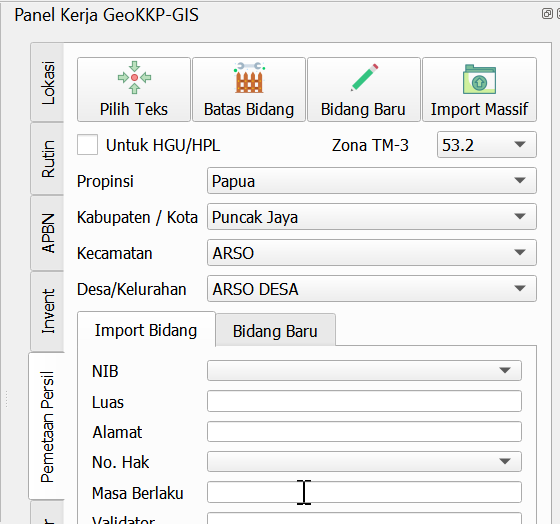 Panel Kerja GeoKKP-GIS
Lokasi
Rutin
APBN
Invent
Pemetaan Persil
Pilih Teks
Batas Bidang
Bidang Baru
Import Massif
Untuk HGU/HPL
Zona TM-3
53.2
Propinsi
Papua
Kabupaten / Kota
Puncak Jaya
Kecamatan
ARSO
Desa/Kelurahan
ARSO DESA
Import Bidang
Bidang Baru
NIB
Luas
Alamat
No. Hak
Masa Berlaku
Validator